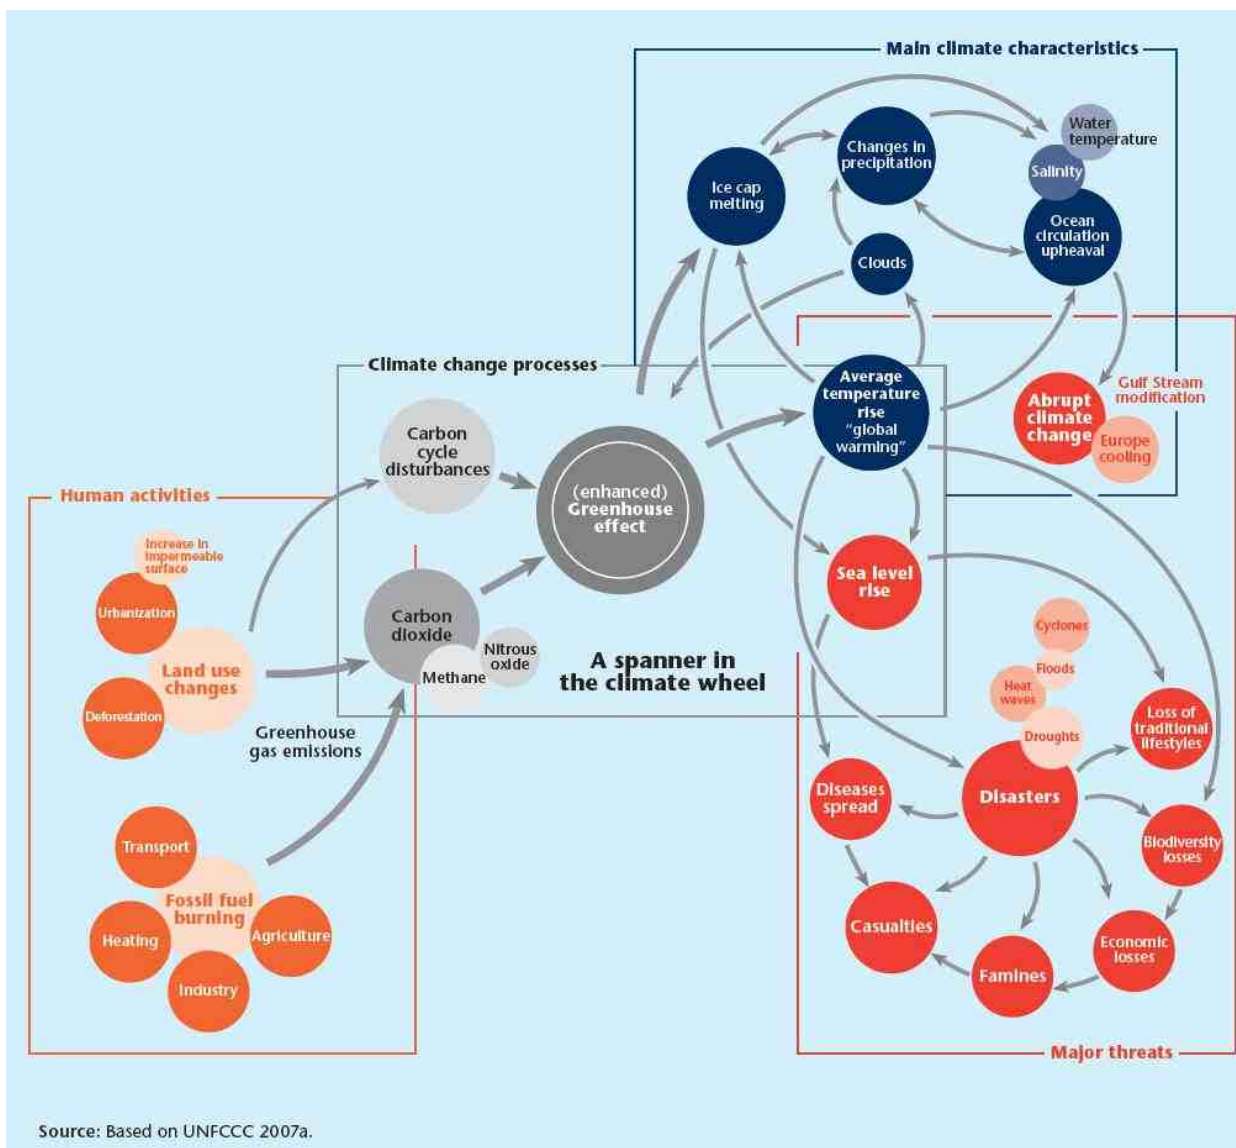 Main climate characteristics
Water
temperature
Changes in
precipitation
Salinity
Ice cap
melting
Ocean
circulation
upheaval
Clouds
Climate change processes
Average
temperature
rise
“global
warming”
Gulf Stream
modification
Abrupt
climate
change
Europe
cooling
Carbon
cycle
disturbances
Human activities
(enhanced)
Greenhouse
effect
Increase in
impermeable
surface
Urbanization
Sea level
rise
Carbon
dioxide
Nitrous
oxide
Methane
A spanner in
the climate wheel
Land use
changes
Deforestation
Greenhouse
gas emissions
Cyclones
Floods
Heat
waves
Droughts
Loss of
traditional
lifestyles
Diseases
spread
Disasters
Biodiversity
losses
Transport
Fossil fuel
burning
Heating
Agriculture
Industry
Casualties
Famines
Economic
losses
Major threats
Source: Based on UNFCCC 2007a.